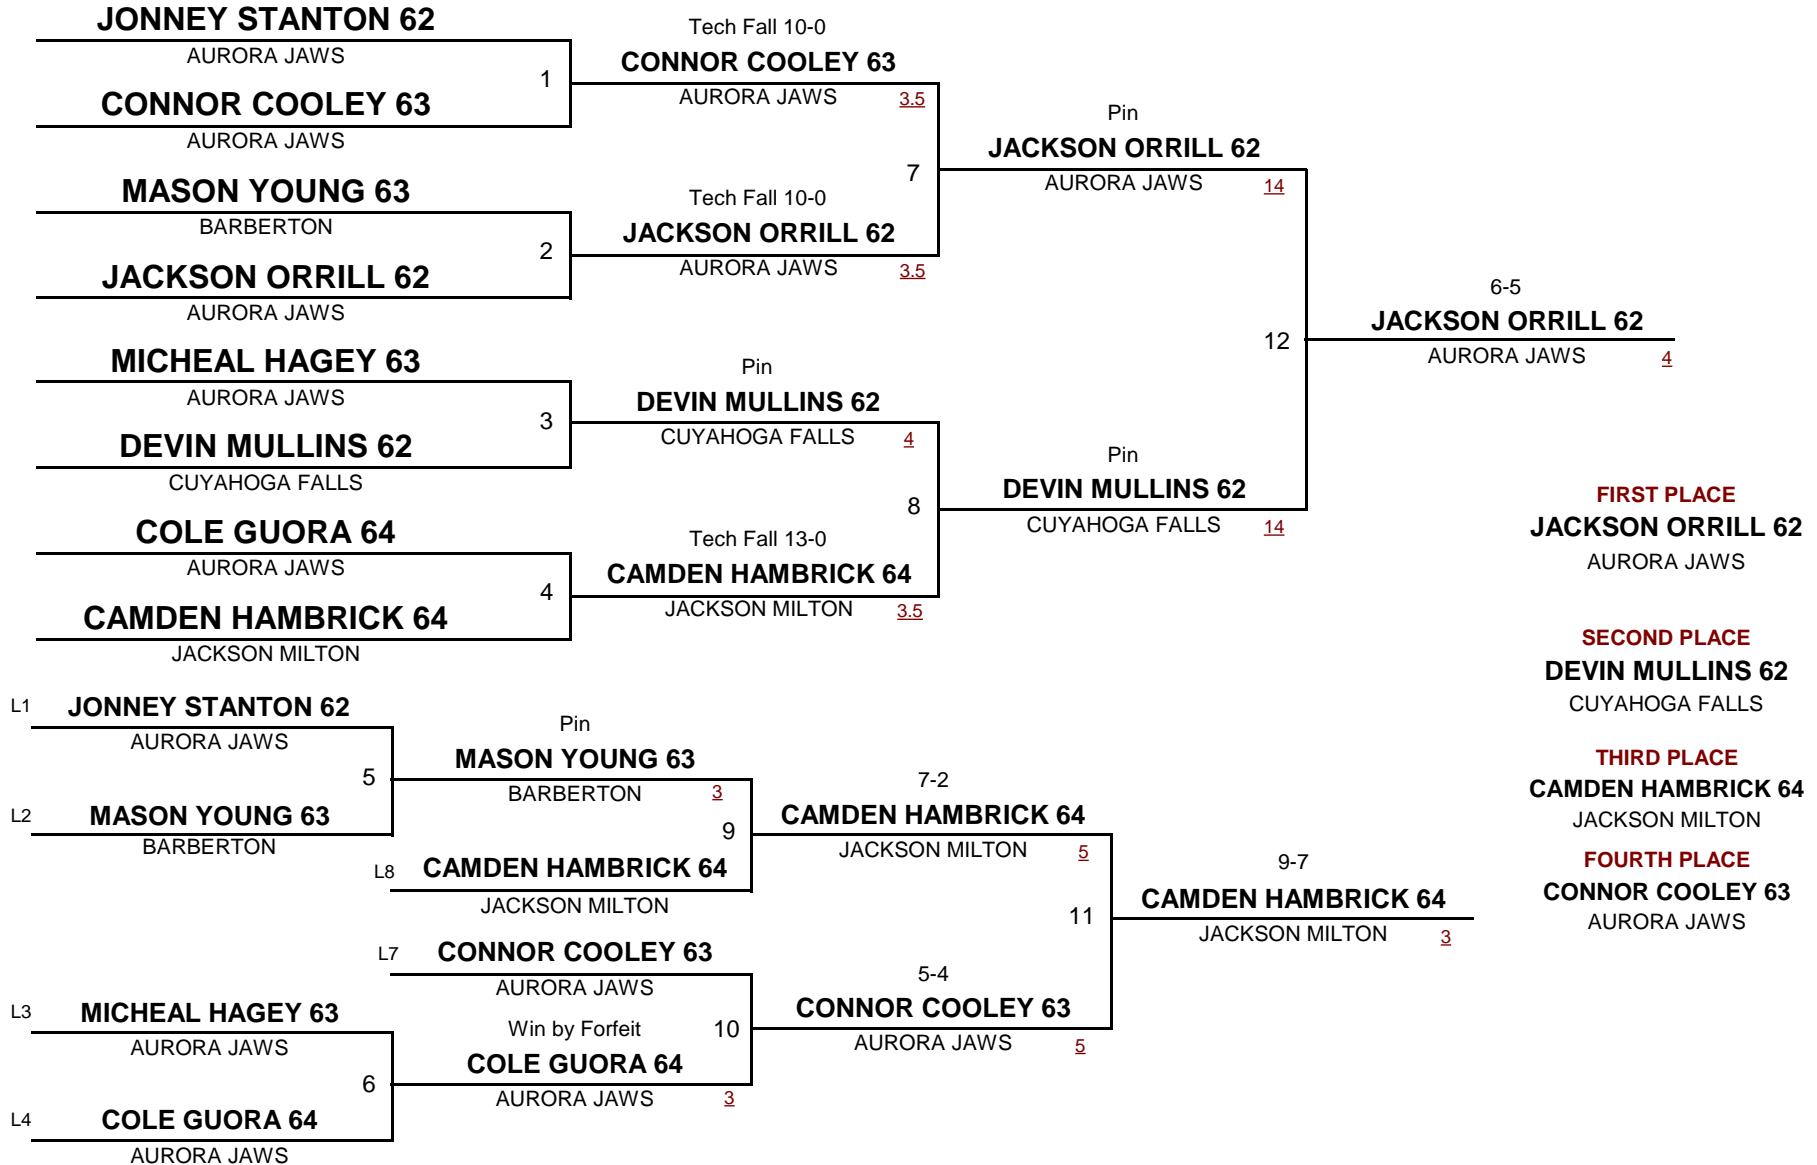 JONNEY STANTON 62
AURORA JAWS
1
CONNOR COOLEY 63
AURORA JAWS
Tech Fall 10-0
CONNOR COOLEY 63
AURORA JAWS 3.5
MASON YOUNG 63
BARBERTON
2
JACKSON ORRILL 62
AURORA JAWS
Tech Fall 10-0
JACKSON ORRILL 62
AURORA JAWS 3.5
7
Pin
JACKSON ORRILL 62
AURORA JAWS 14
MICHEAL HAGEY 63
AURORA JAWS
3
DEVIN MULLINS 62
CUYAHOGA FALLS
Pin
DEVIN MULLINS 62
CUYAHOGA FALLS 4
COLE GUORA 64
AURORA JAWS
4
CAMDEN HAMBRICK 64
JACKSON MILTON
Tech Fall 13-0
CAMDEN HAMBRICK 64
JACKSON MILTON 3.5
8
Pin
DEVIN MULLINS 62
CUYAHOGA FALLS 14
12
6-5
JACKSON ORRILL 62
AURORA JAWS 4
FIRST PLACE
JACKSON ORRILL 62
AURORA JAWS
SECOND PLACE
DEVIN MULLINS 62
CUYAHOGA FALLS
THIRD PLACE
CAMDEN HAMBRICK 64
JACKSON MILTON
FOURTH PLACE
CONNOR COOLEY 63
AURORA JAWS
L1 JONNEY STANTON 62
AURORA JAWS
5
L2 MASON YOUNG 63
BARBERTON
Pin
MASON YOUNG 63
BARBERTON 3
9
L8 CAMDEN HAMBRICK 64
JACKSON MILTON
7-2
CAMDEN HAMBRICK 64
JACKSON MILTON 5
L7 CONNOR COOLEY 63
AURORA JAWS
L3 MICHEAL HAGEY 63
AURORA JAWS
6
L4 COLE GUORA 64
AURORA JAWS
Win by Forfeit
10
COLE GUORA 64
AURORA JAWS 3
5-4
CONNOR COOLEY 63
AURORA JAWS 5
11
9-7
CAMDEN HAMBRICK 64
JACKSON MILTON 3